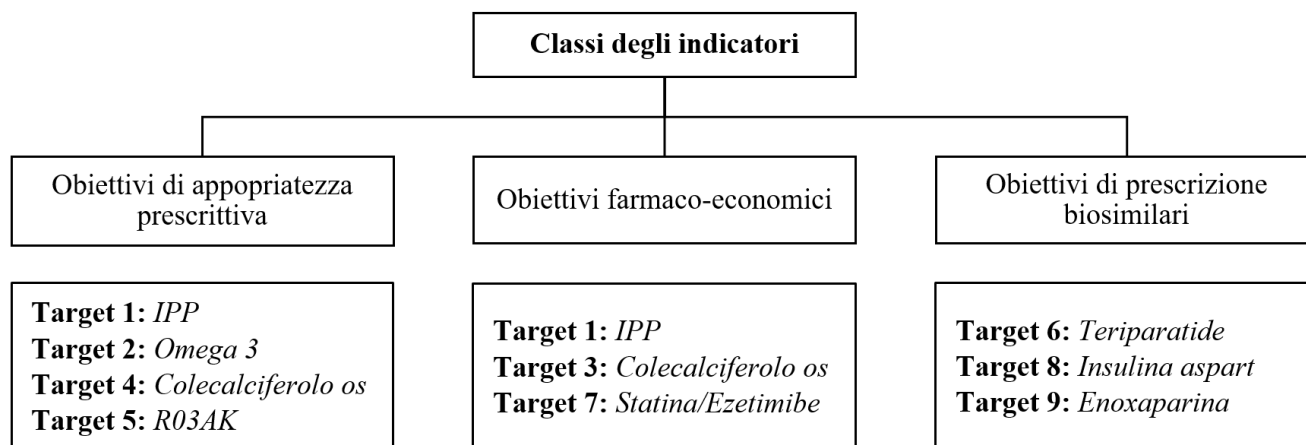 Classi degli indicatori
Obiettivi di appopriatezza
prescrittiva
Obiettivi farmaco-economici
Obiettivi di prescrizione
biosimilari
Target 1: IPP
Target 2: Omega 3
Target 4: Colecalciferolo os
Target 5: R03AK
Target 1: IPP
Target 3: Colecalciferolo os
Target 7: Statina/Ezetimibe
Target 6: Teriparatide
Target 8: Insulina aspart
Target 9: Enoxaparina